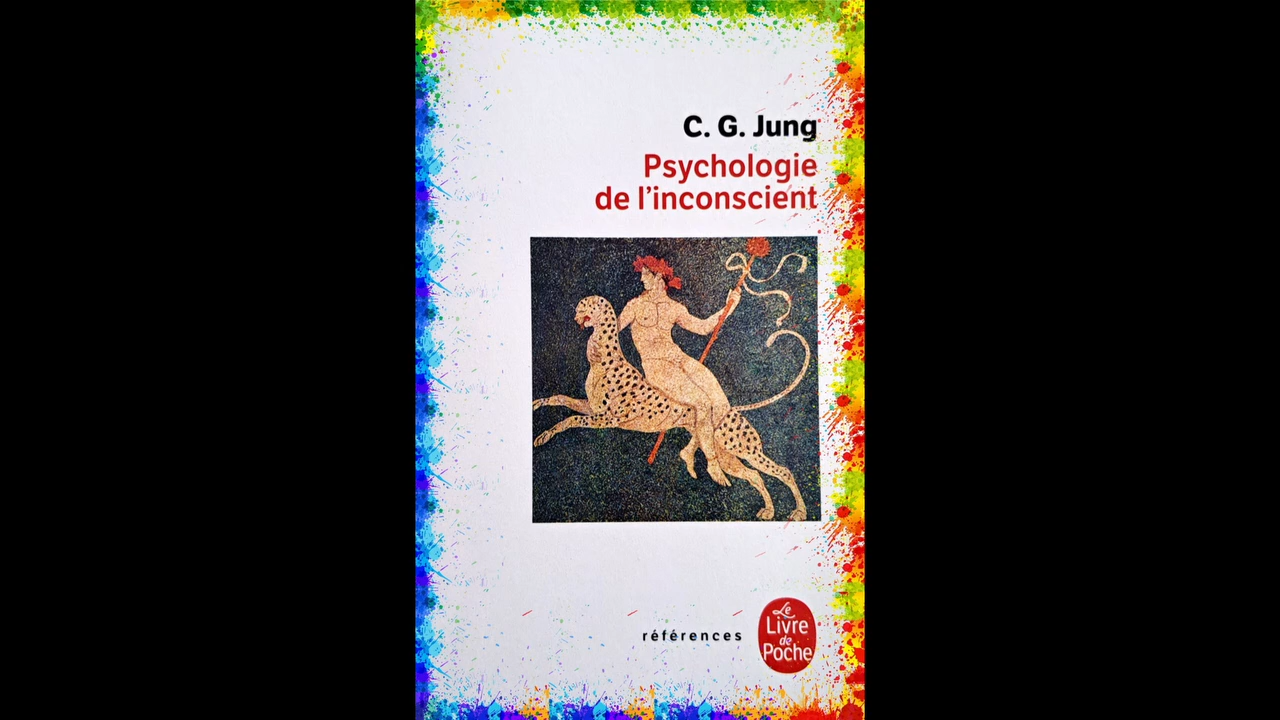 C. G. Jung
Psychologie
de l'inconscient
références
Le
Livre
de
Poche